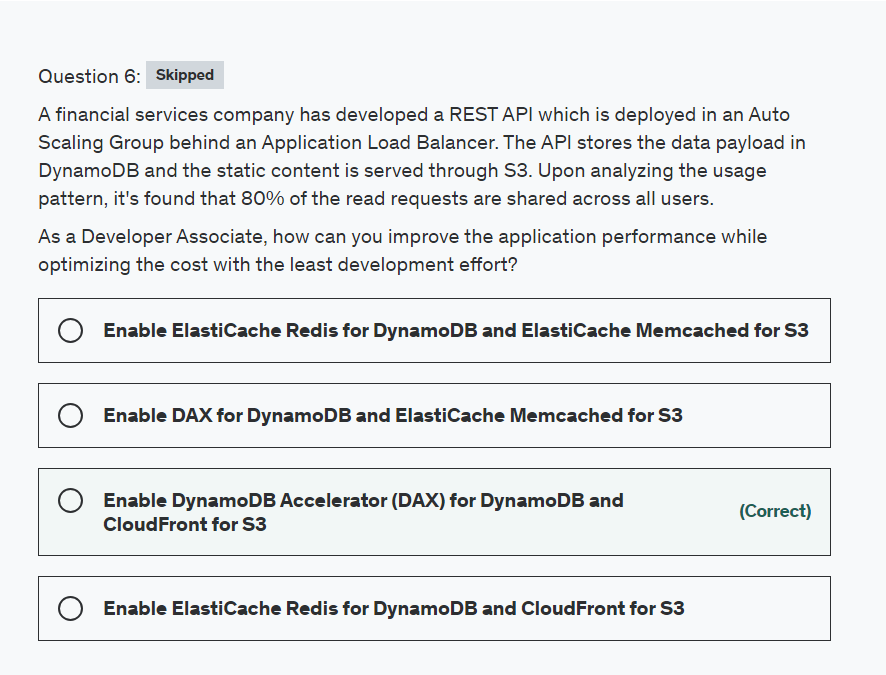 Question 6: Skipped
A financial services company has developed a REST API which is deployed in an Auto
Scaling Group behind an Application Load Balancer. The API stores the data payload in
DynamoDB and the static content is served through S3. Upon analyzing the usage
pattern, it's found that 80% of the read requests are shared across all users.
As a Developer Associate, how can you improve the application performance while
optimizing the cost with the least development effort?
Enable ElastiCache Redis for DynamoDB and ElastiCache Memcached for S3
Enable DAX for DynamoDB and ElastiCache Memcached for S3
Enable DynamoDB Accelerator (DAX) for DynamoDB and
CloudFront for S3
(Correct)
Enable ElastiCache Redis for DynamoDB and CloudFront for S3